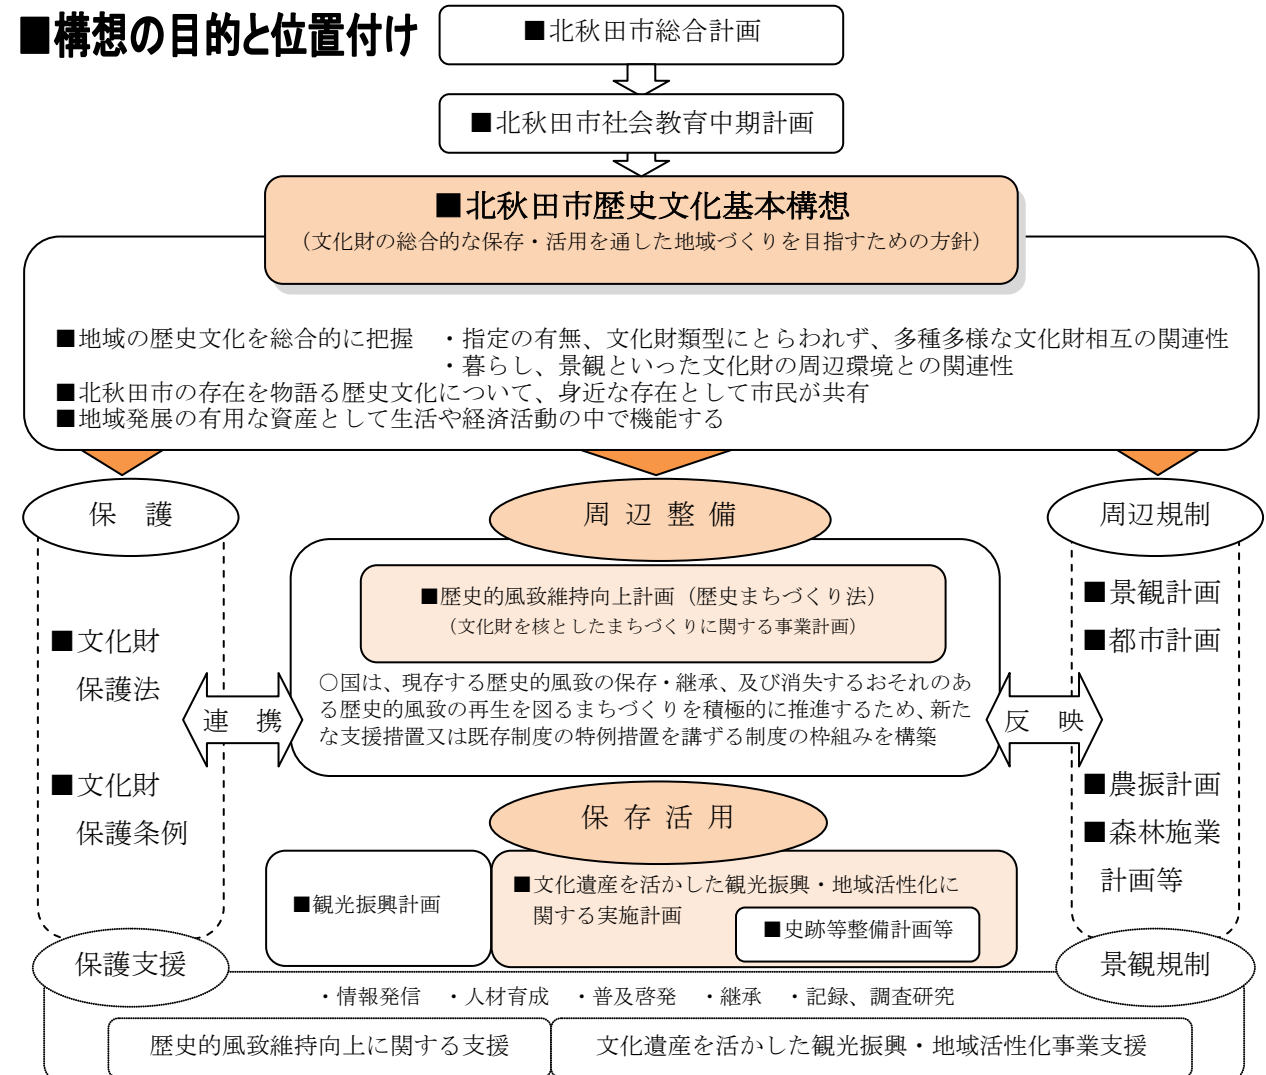 ■構想の目的と位置付け
■北秋田市総合計画
■北秋田市社会教育中期計画
■北秋田市歴史文化基本構想
（文化財の総合的な保存・活用を通した地域づくりを目指すための方針）
■地域の歴史文化を総合的に把握　・指定の有無、文化財類型にとらわれず、多種多様な文化財相互の関連性
・暮らし、景観といった文化財の周辺環境との関連性
■北秋田市の存在を物語る歴史文化について、身近な存在として市民が共有
■地域発展の有用な資産として生活や経済活動の中で機能する
保　護
周 辺 整 備
周辺規制
■文化財
保護法
■文化財
保護条例
連　携
■歴史的風致維持向上計画（歴史まちづくり法）
（文化財を核としたまちづくりに関する事業計画）
○国は、現存する歴史的風致の保存・継承、及び消失するおそれのあ
る歴史的風致の再生を図るまちづくりを積極的に推進するため、新た
な支援措置又は既存制度の特例措置を講ずる制度の枠組みを構築
反　映
■景観計画
■都市計画
■農振計画
■森林施業
計画等
保 存 活 用
■観光振興計画
■文化遺産を活かした観光振興・地域活性化に
関する実施計画
■史跡等整備計画等
保護支援
景観規制
・情報発信　・人材育成　・普及啓発　・継承　・記録、調査研究
歴史的風致維持向上に関する支援
文化遺産を活かした観光振興・地域活性化事業支援